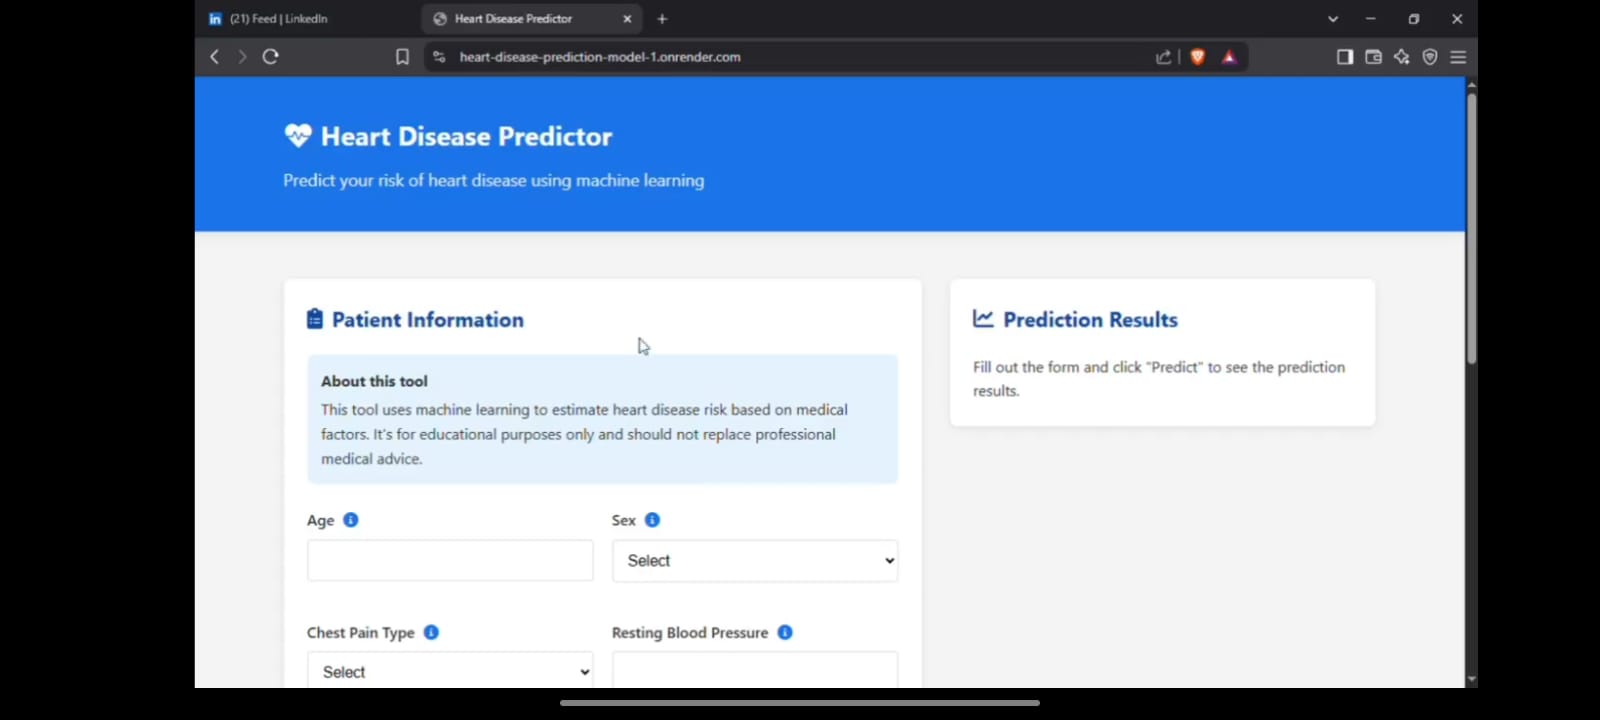 (21) Feed | LinkedIn
Heart Disease Predictor
heart-disease-prediction-model-1.onrender.com
Heart Disease Predictor
Predict your risk of heart disease using machine learning
Patient Information
About this tool
This tool uses machine learning to estimate heart disease risk based on medical
factors. It's for educational purposes only and should not replace professional
medical advice.
Age
Sex
Select
Chest Pain Type
Resting Blood Pressure
Select
Prediction Results
Fill out the form and click "Predict" to see the prediction
results.